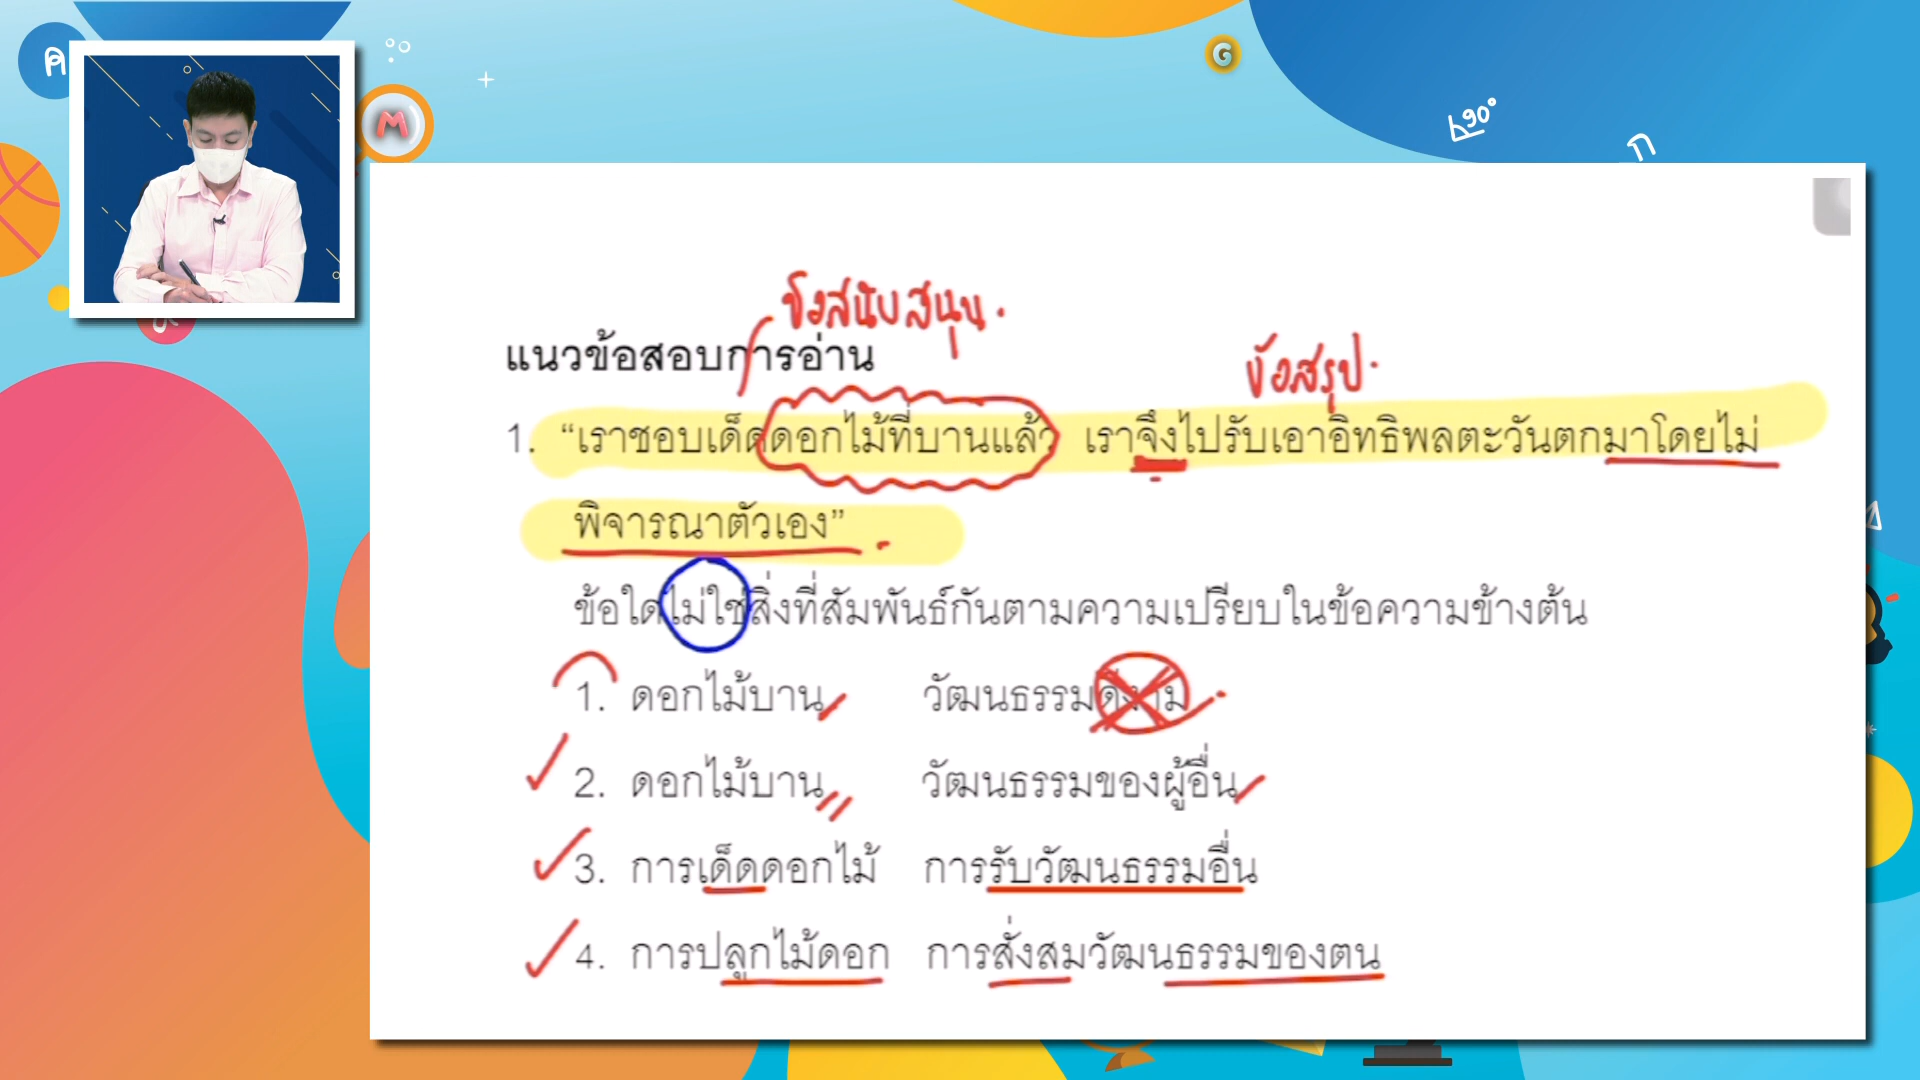 ค
M
G
90°
ก
ข้อสนับสนุน
แนวข้อสอบการอ่าน
ข้อสรุป
1. “เราชอบเด็ดดอกไม้ที่บานแล้ว เราจึงไปรับเอาอิทธิพลตะวันตกมาโดยไม่
พิจารณาตัวเอง”
ข้อใดไม่ใช่สิ่งที่สัมพันธ์กันตามความเปรียบในข้อความข้างต้น
1. ดอกไม้บาน วัฒนธรรมดีงาม
2. ดอกไม้บาน วัฒนธรรมของผู้อื่น
3. การเด็ดดอกไม้ การรับวัฒนธรรมอื่น
4. การปลูกไม้ดอก การสั่งสมวัฒนธรรมของตน